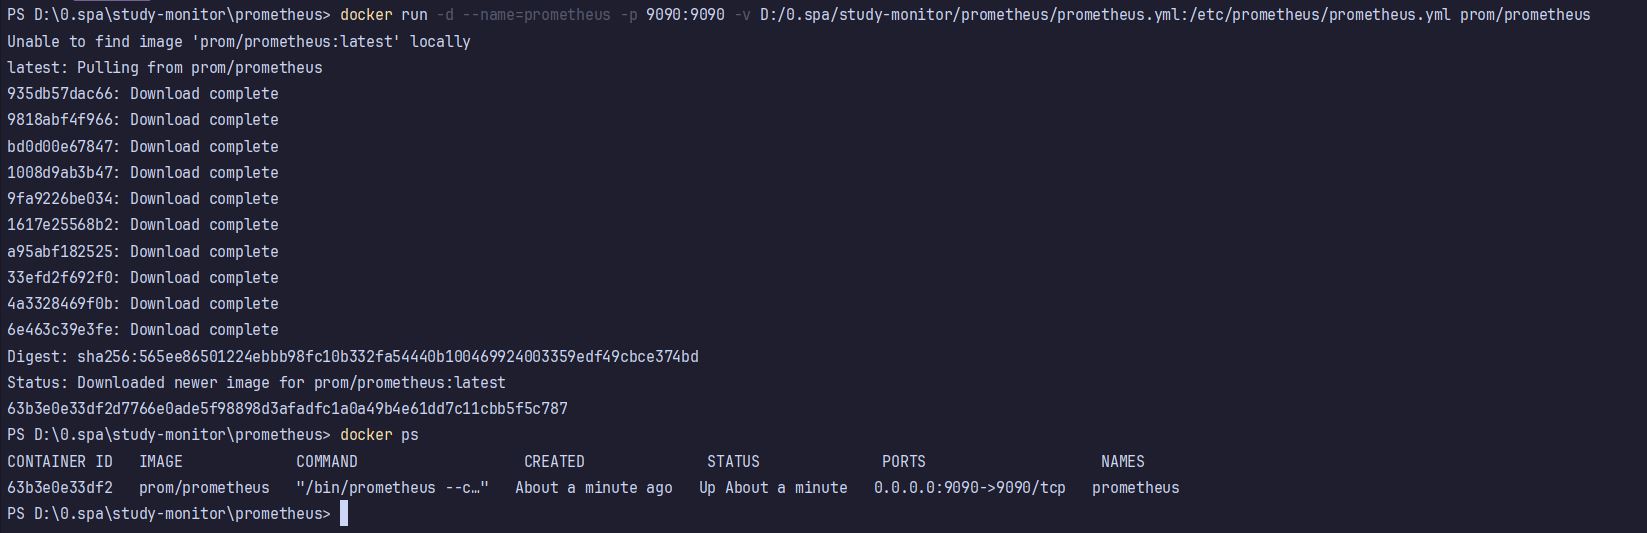 PS D:\0.spa\study-monitor\prometheus> docker run -d --name=prometheus -p 9090:9090 -v D:/0.spa/study-monitor/prometheus/prometheus.yml:/etc/prometheus/prometheus.yml prom/prometheus
Unable to find image 'prom/prometheus:latest' locally
latest: Pulling from prom/prometheus
935db57dac66: Download complete
9818abf4f966: Download complete
bd0d00e67847: Download complete
1008d9ab3b47: Download complete
9fa9226be034: Download complete
1617e25568b2: Download complete
a95abf182525: Download complete
33efd2f692f0: Download complete
4a3328469f0b: Download complete
6e463c39e3fe: Download complete
Digest: sha256:565ee86501224ebbb98fc10b332fa54440b100469924003359edf49cbce374bd
Status: Downloaded newer image for prom/prometheus:latest
63b3e0e33df2d7766e0ade5f98898d3afadfc1a0a49b4e61dd7c11cbb5f5c787
PS D:\0.spa\study-monitor\prometheus> docker ps
CONTAINER ID   IMAGE             COMMAND                   CREATED              STATUS              PORTS                    NAMES
63b3e0e33df2   prom/prometheus   "/bin/prometheus --c…"   About a minute ago   Up About a minute   0.0.0.0:9090->9090/tcp   prometheus
PS D:\0.spa\study-monitor\prometheus>